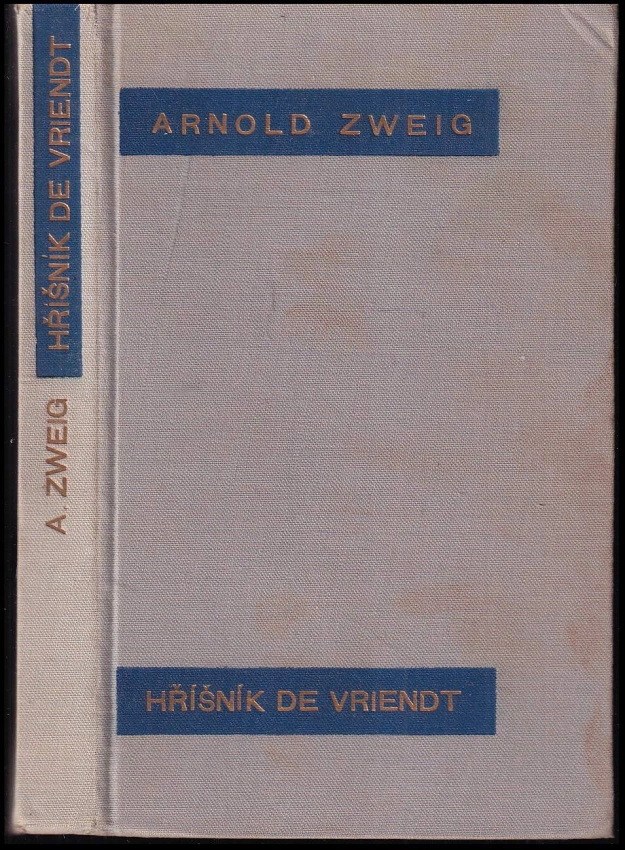 HŘÍŠNÍK DE VRIENDT
A. ZWEIG
ARNOLD ZWEIG
HŘÍŠNÍK DE VRIENDT